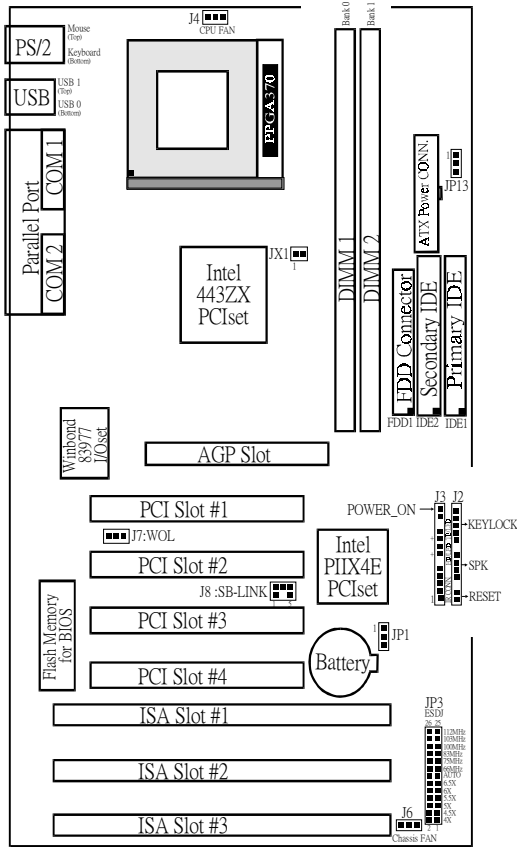 J4
CPU FAN
Bank 0
Bank 1
PS/2
Mouse
(Top)
Keyboard
(Bottom)
USB
USB 1
(Top)
USB 0
(Bottom)
PPGA370
Parallel Port
COM 1
COM 2
ATX Power CONN.
1
JP13
JX1
1
Intel
443ZX
PCIset
DIMM 1
DIMM 2
FDD Connector
Secondary IDE
Primary IDE
FDD1
IDE2
IDE1
Winbond
83977
I/Oset
AGP Slot
PCI Slot #1
J7:WOL
PCI Slot #2
J8 :SB-LINK
1
5
PCI Slot #3
PCI Slot #4
Flash Memory
for BIOS
Intel
PIIX4E
PCIset
POWER_ON
J3
J2
KEYLOCK
+
+
SPK
1
RESET
1
JP1
Battery
ISA Slot #1
ISA Slot #2
ISA Slot #3
JP3
ESDJ
26 25
112MHz
103MHz
100MHz
83MHz
75MHz
66MHz
AUTO
6.5X
6X
5.5X
5X
4.5X
4X
2 1
J6
Chassis FAN